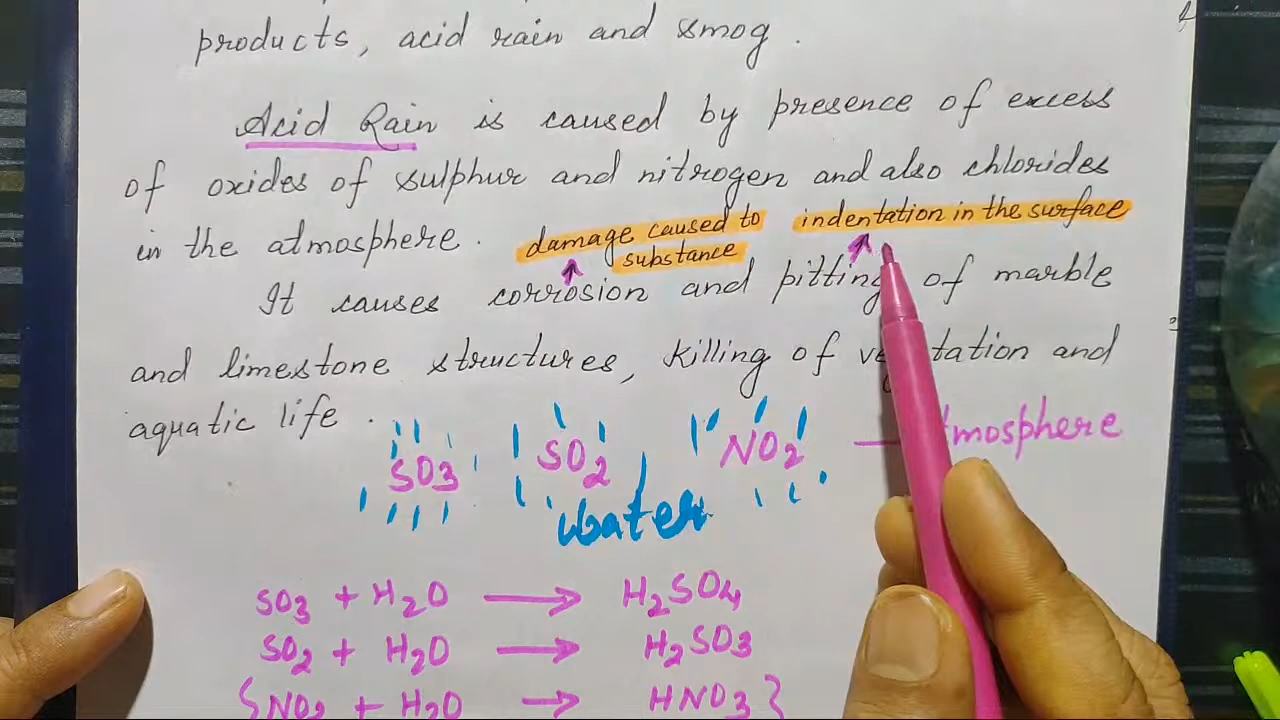 products, acid rain and smog.
Acid Rain is caused by presence of excess
of oxides of sulphur and nitrogen and also chlorides
in the atmosphere.
damage caused to
substance
indentation in the surface
It causes corrosion and pitting of marble
and limestone structures, killing of and
aquatic life.
SO3 SO2 NO2
water
SO3 + H2O → H2SO4
SO2 + H2O → H2SO3
{NO2 + H2O → HNO3}